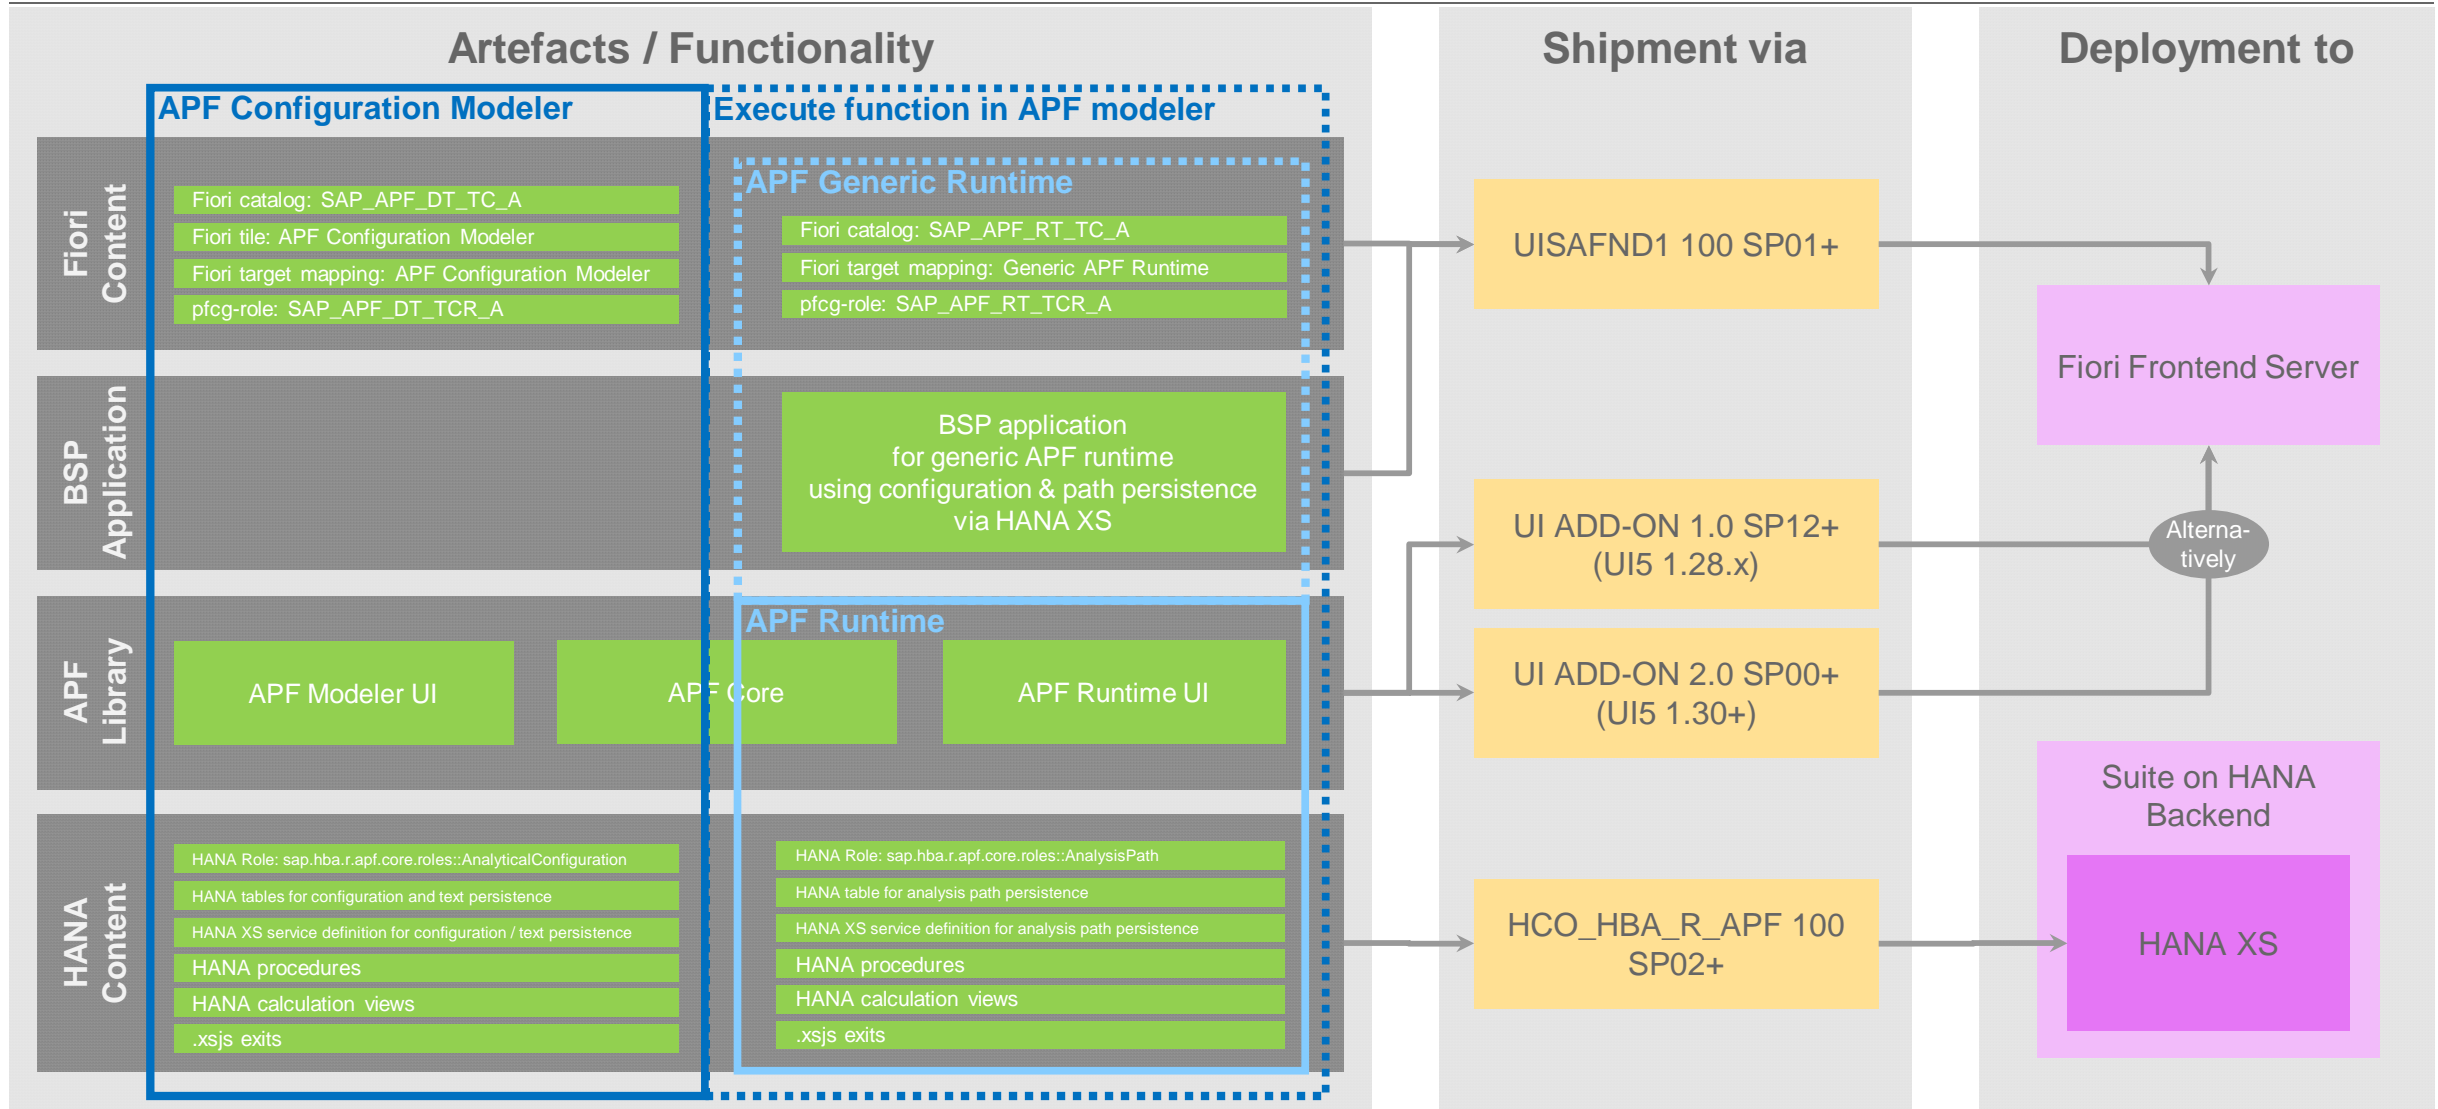 Artefacts / Functionality
Shipment via
Deployment to
APF Configuration Modeler
Execute function in APF modeler
Fiori
Content
Fiori catalog: SAP_APF_DT_TC_A
Fiori tile: APF Configuration Modeler
Fiori target mapping: APF Configuration Modeler
pfcg-role: SAP_APF_DT_TCR_A
APF Generic Runtime
Fiori catalog: SAP_APF_RT_TC_A
Fiori target mapping: Generic APF Runtime
pfcg-role: SAP_APF_RT_TCR_A
UISAFND1 100 SP01+
Fiori Frontend Server
BSP
Application
BSP application
for generic APF runtime
using configuration & path persistence
via HANA XS
UI ADD-ON 1.0 SP12+
(UI5 1.28.x)
Alterna-
tively
APF
Library
APF Runtime
APF Modeler UI
APF Core
APF Runtime UI
UI ADD-ON 2.0 SP00+
(UI5 1.30+)
HANA
Content
HANA Role: sap.hba.r.apf.core.roles::AnalyticalConfiguration
HANA tables for configuration and text persistence
HANA XS service definition for configuration / text persistence
HANA procedures
HANA calculation views
.xsjs exits
HANA Role: sap.hba.r.apf.core.roles::AnalysisPath
HANA table for analysis path persistence
HANA XS service definition for analysis path persistence
HANA procedures
HANA calculation views
.xsjs exits
HCO_HBA_R_APF 100
SP02+
Suite on HANA
Backend
HANA XS